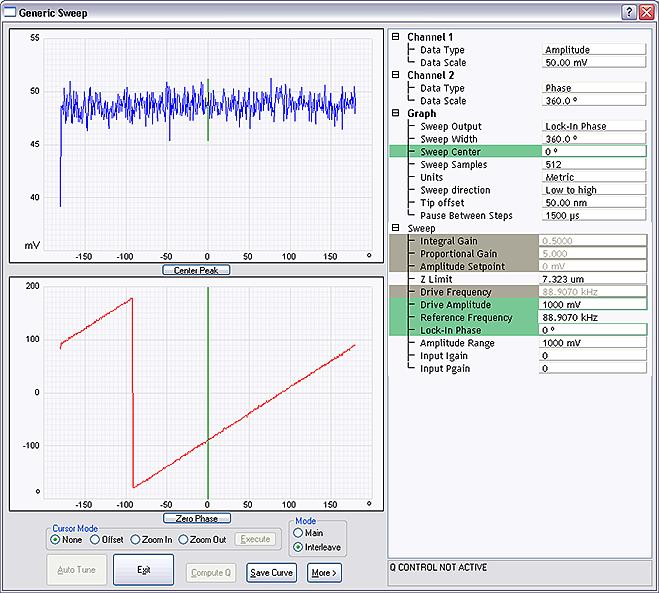 Generic Sweep
55
50
45
40
mV
-150 -100 -50 0 50 100 150 º
Center Peak
200
100
0
-100
º
-150 -100 -50 0 50 100 150 º
Zero Phase
Cursor Mode
None Offset Zoom In Zoom Out Execute
Mode
Main
Interleave
Auto Tune Exit Compute Q Save Curve More >
Channel 1
Data Type Amplitude
Data Scale 50.00 mV
Channel 2
Data Type Phase
Data Scale 360.0 º
Graph
Sweep Output Lock-In Phase
Sweep Width 360.0 º
Sweep Center 0 º
Sweep Samples 512
Units Metric
Sweep direction Low to high
Tip offset 50.00 nm
Pause Between Steps 1500 µs
Sweep
Integral Gain 0.5000
Proportional Gain 5.000
Amplitude Setpoint 0 mV
Z Limit 7.323 um
Drive Frequency 88.9070 kHz
Drive Amplitude 1000 mV
Reference Frequency 88.9070 kHz
Lock-In Phase 0 º
Amplitude Range 1000 mV
Input Igain 0
Input Pgain 0
Q CONTROL NOT ACTIVE